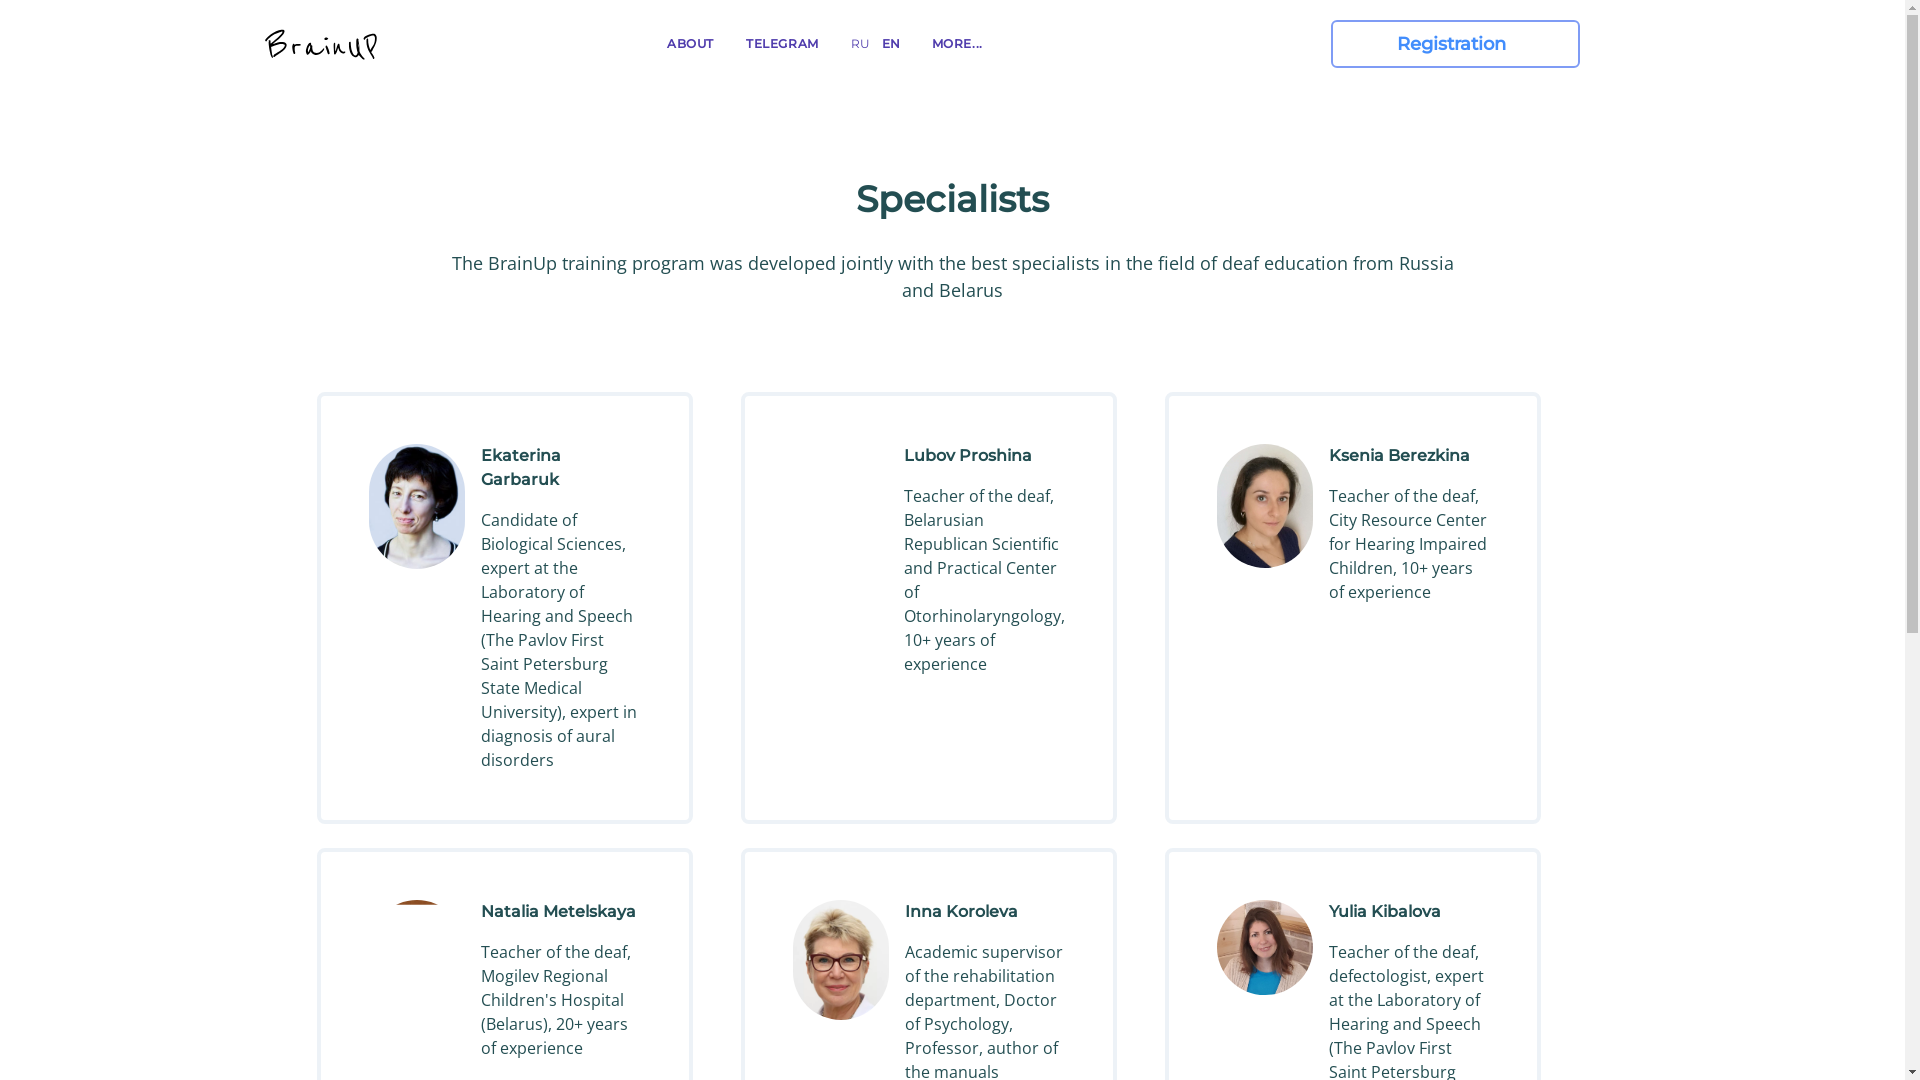 BrainUP
ABOUT
TELEGRAM
RU
EN
MORE...
Registration
Specialists
The BrainUp training program was developed jointly with the best specialists in the field of deaf education from Russia
and Belarus
Ekaterina
Garbaruk
Candidate of
Biological Sciences,
expert at the
Laboratory of
Hearing and Speech
(The Pavlov First
Saint Petersburg
State Medical
University), expert in
diagnosis of aural
disorders
Lubov Proshina
Teacher of the deaf,
Belarusian
Republican Scientific
and Practical Center
of
Otorhinolaryngology,
10+ years of
experience
Ksenia Berezkina
Teacher of the deaf,
City Resource Center
for Hearing Impaired
Children, 10+ years
of experience
Natalia Metelskaya
Teacher of the deaf,
Mogilev Regional
Children's Hospital
(Belarus), 20+ years
of experience
Inna Koroleva
Academic supervisor
of the rehabilitation
department, Doctor
of Psychology,
Professor, author of
the manuals
Yulia Kibalova
Teacher of the deaf,
defectologist, expert
at the Laboratory of
Hearing and Speech
(The Pavlov First
Saint Petersburg